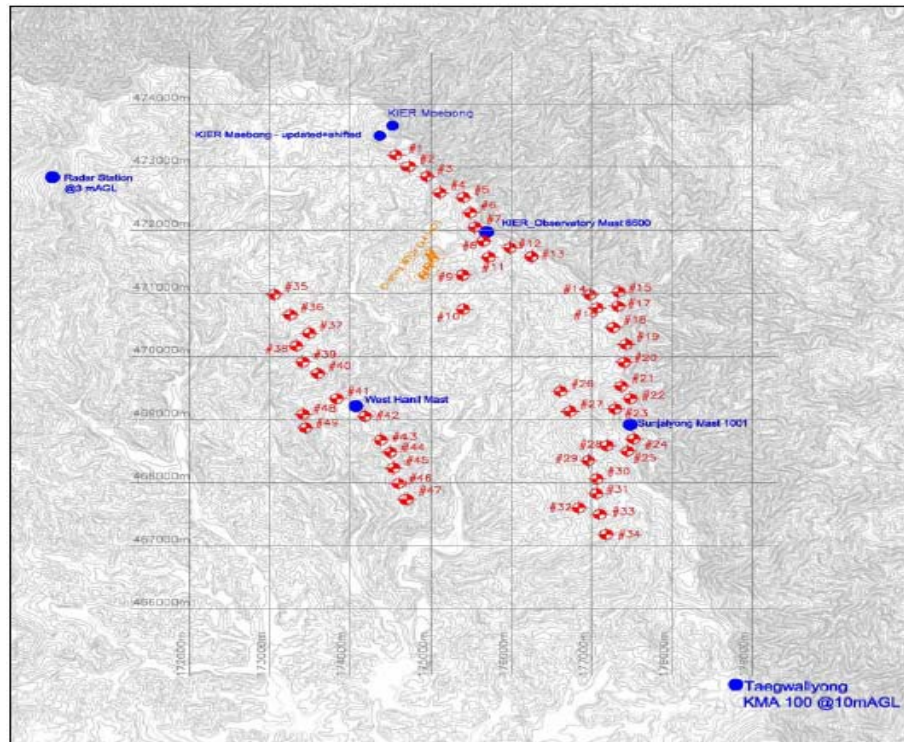 474000m
KIER Maebong
KIER Maebong - updated+shifted
#1
#2
473000m
#3
Radar Station
@3 mAGL
#4
#5
#6
472000m
#7
KIER_Observatory Mast 6600
#8
#12
#13
#11
#9
471000m
#35
#14
#15
#10
#17
#36
#18
#37
#19
#38
470000m
#39
#20
#40
#21
#26
#41
#22
West Hanil Mast
#48
#27
469000m
#42
#23
#49
#43
#24
#28
#44
#25
#45
#29
468000m
#46
#30
#47
#31
#32
#33
467000m
#34
466000m
172000m
173000m
174000m
175000m
176000m
177000m
178000m
179000m
Taegwallyong
KMA 100 @10mAGL